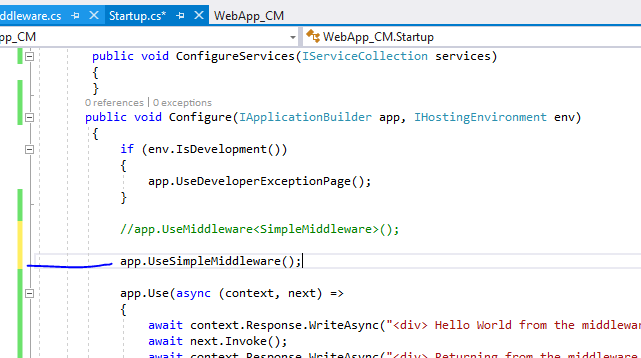 ddleware.cs Startup.cs* WebApp_CM
pp_CM WebApp_CM.Startup
public void ConfigureServices(IServiceCollection services)
{
}
0 references | 0 exceptions
public void Configure(IApplicationBuilder app, IHostingEnvironment env)
{
if (env.IsDevelopment())
{
app.UseDeveloperExceptionPage();
}
//app.UseMiddleware<SimpleMiddleware>();
app.UseSimpleMiddleware();
app.Use(async (context, next) =>
{
await context.Response.WriteAsync("<div> Hello World from the middlewar
await next.Invoke();
await context.Response.WriteAsync("<div> Returning from the middleware